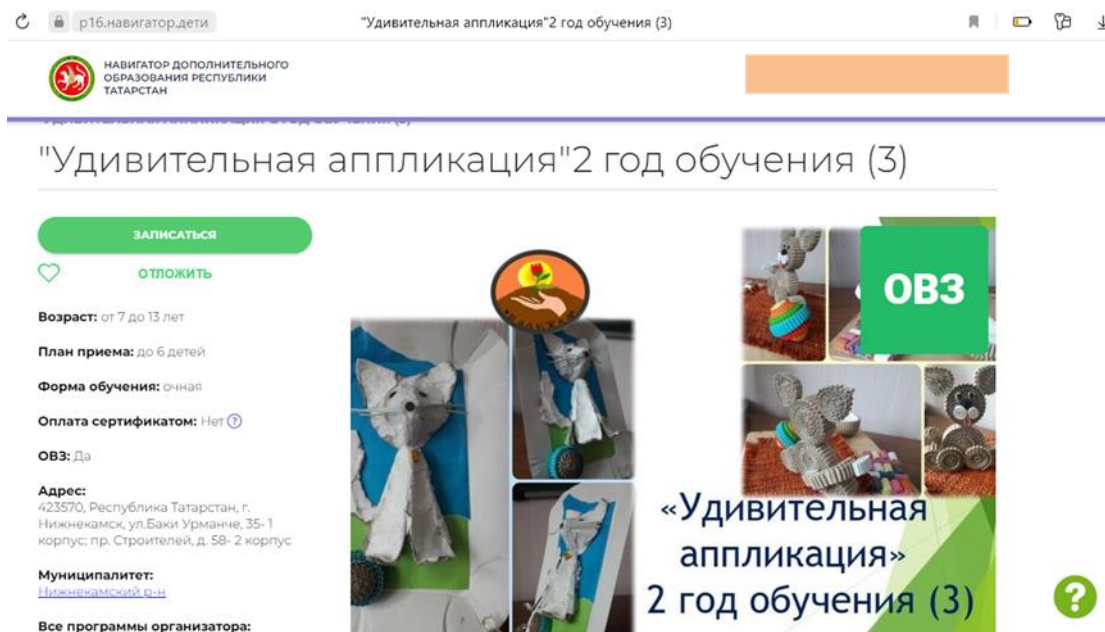 р16.навигатор.дети
"Удивительная аппликация"2 год обучения (3)
НАВИГАТОР ДОПОЛНИТЕЛЬНОГО
ОБРАЗОВАНИЯ РЕСПУБЛИКИ
ТАТАРСТАН
"Удивительная аппликация"2 год обучения (3)
ЗАПИСАТЬСЯ
ОТЛОЖИТЬ
Возраст: от 7 до 13 лет
План приема: до 6 детей
Форма обучения: очная
Оплата сертификатом: Нет ?
ОВЗ: Да
Адрес:
423570, Республика Татарстан, г.
Нижнекамск, ул.Баки Урманче, 35- 1
корпус; пр. Строителей, д. 58- 2 корпус
Муниципалитет:
Нижнекамский р-н
Все программы организатора:
ОВЗ
«Удивительная
аппликация»
2 год обучения (3)
?